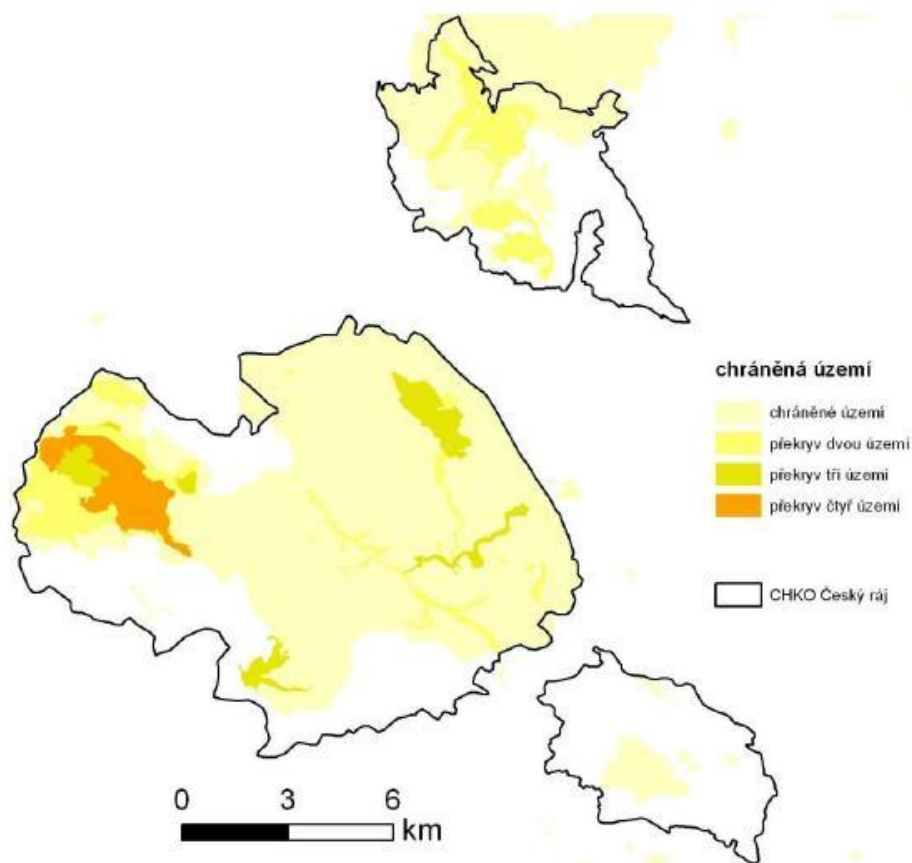 chráněná území
chráněné území
překryv dvou území
překryv tří území
překryv čtyř území
CHKO Český ráj
0 3 6
km